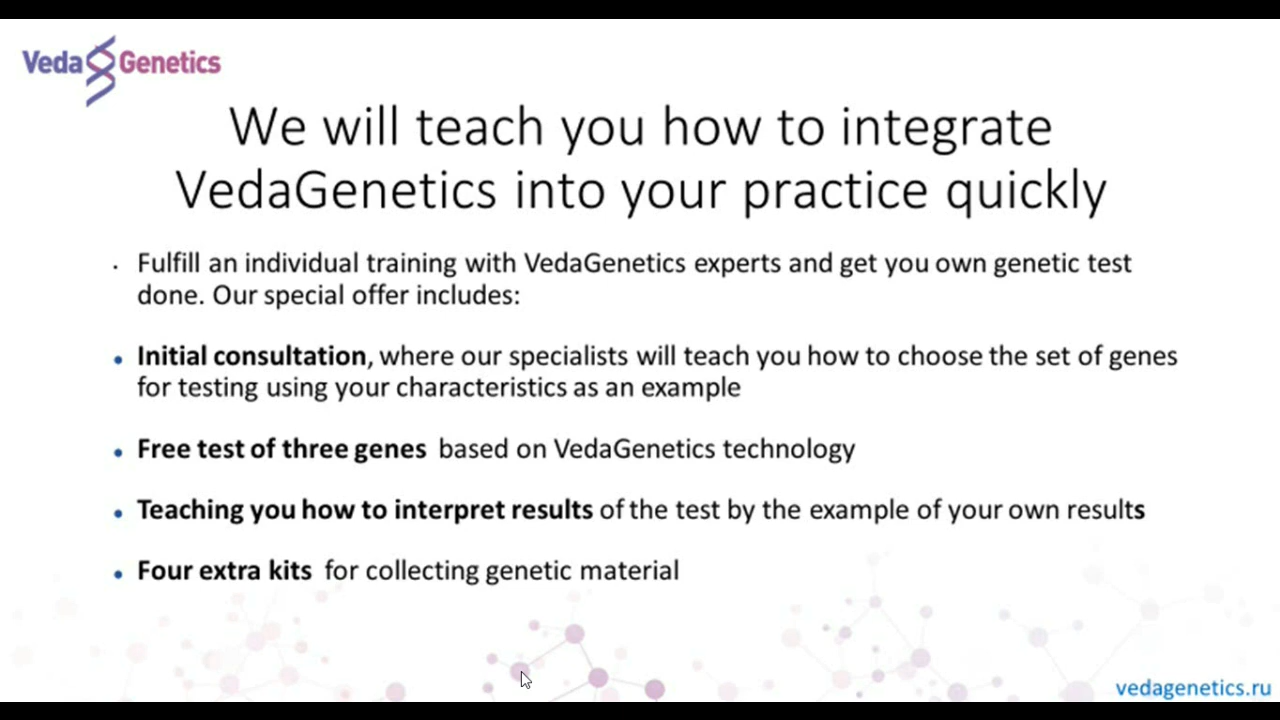 Veda Genetics
We will teach you how to integrate
VedaGenetics into your practice quickly
· Fulfill an individual training with VedaGenetics experts and get you own genetic test
done. Our special offer includes:
• Initial consultation, where our specialists will teach you how to choose the set of genes
for testing using your characteristics as an example
• Free test of three genes based on VedaGenetics technology
• Teaching you how to interpret results of the test by the example of your own results
• Four extra kits for collecting genetic material
vedagenetics.ru